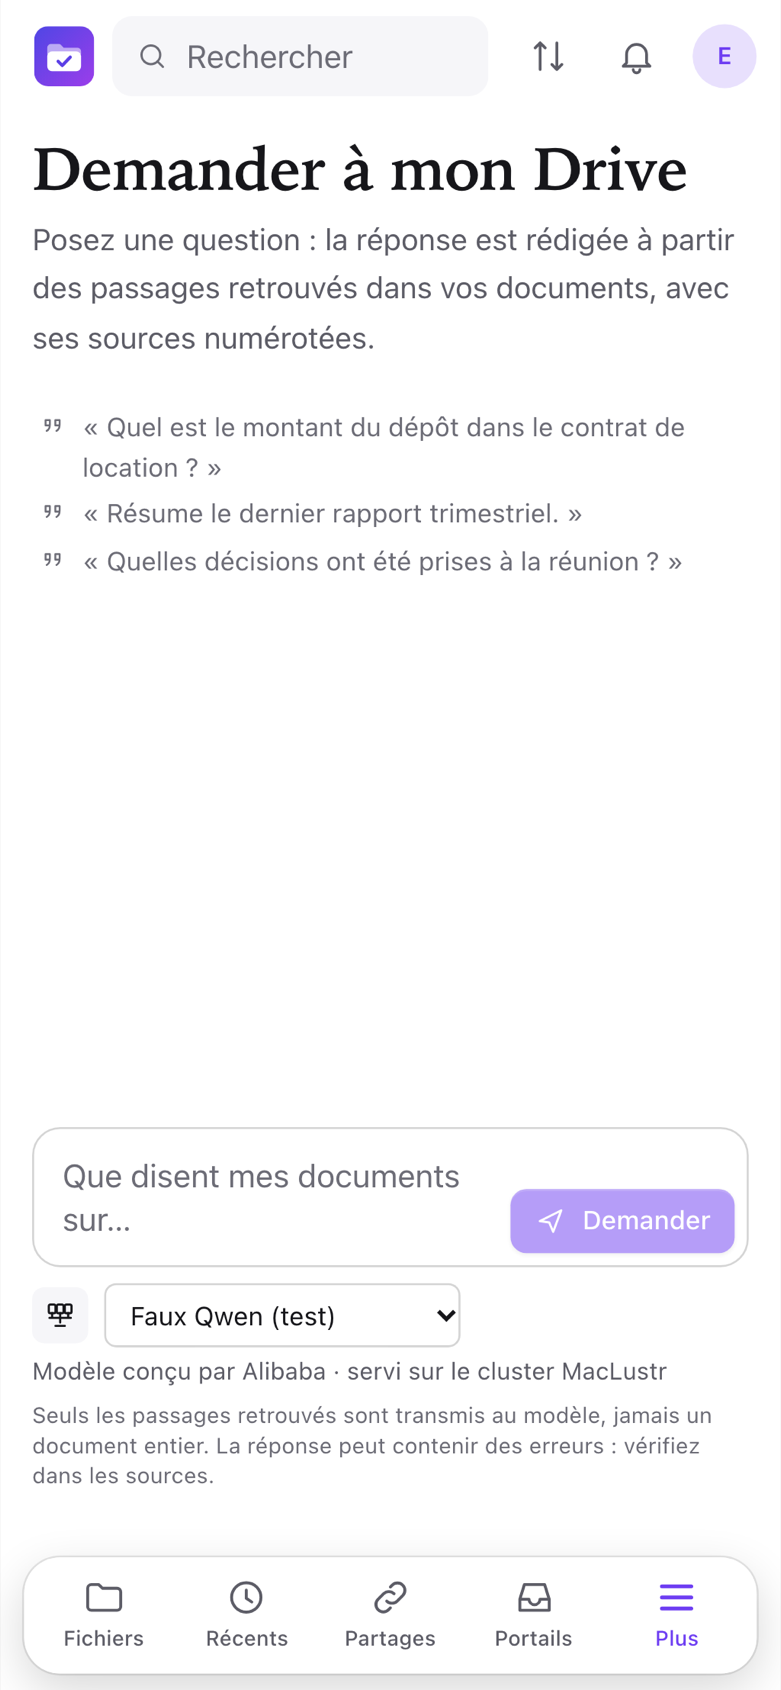 Rechercher
E
Demander à mon Drive
Posez une question : la réponse est rédigée à partir
des passages retrouvés dans vos documents, avec
ses sources numérotées.
« Quel est le montant du dépôt dans le contrat de
location ? »
« Résume le dernier rapport trimestriel. »
« Quelles décisions ont été prises à la réunion ? »
Que disent mes documents
sur...
Demander
Faux Qwen (test)
Modèle conçu par Alibaba · servi sur le cluster MacLustr
Seuls les passages retrouvés sont transmis au modèle, jamais un
document entier. La réponse peut contenir des erreurs : vérifiez
dans les sources.
Fichiers
Récents
Partages
Portails
Plus